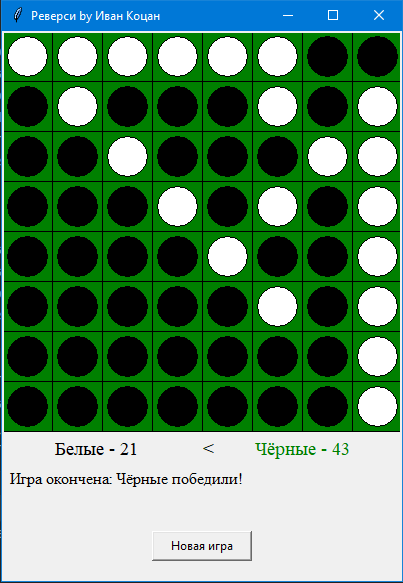 Реверси by Иван Коцан
Белые - 21 < Чёрные - 43
Игра окончена: Чёрные победили!
Новая игра